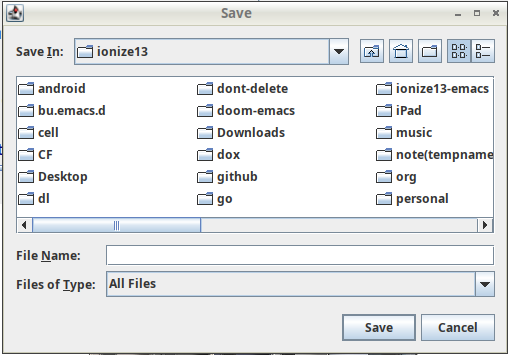 Save
Save In: ionize13
android dont-delete ionize13-emacs
bu.emacs.d doom-emacs iPad
cell Downloads music
CF dox note(tempname
Desktop github org
dl go personal
File Name:
Files of Type: All Files
Save Cancel